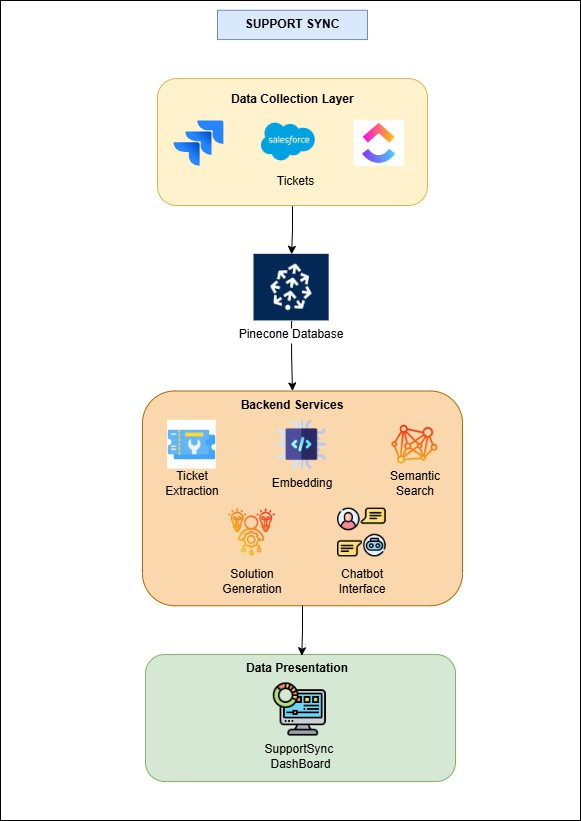 SUPPORT SYNC
Data Collection Layer
salesforce
Tickets
Pinecone Database
Backend Services
Ticket
Extraction
Embedding
Semantic
Search
Solution
Generation
Chatbot
Interface
Data Presentation
SupportSync
DashBoard